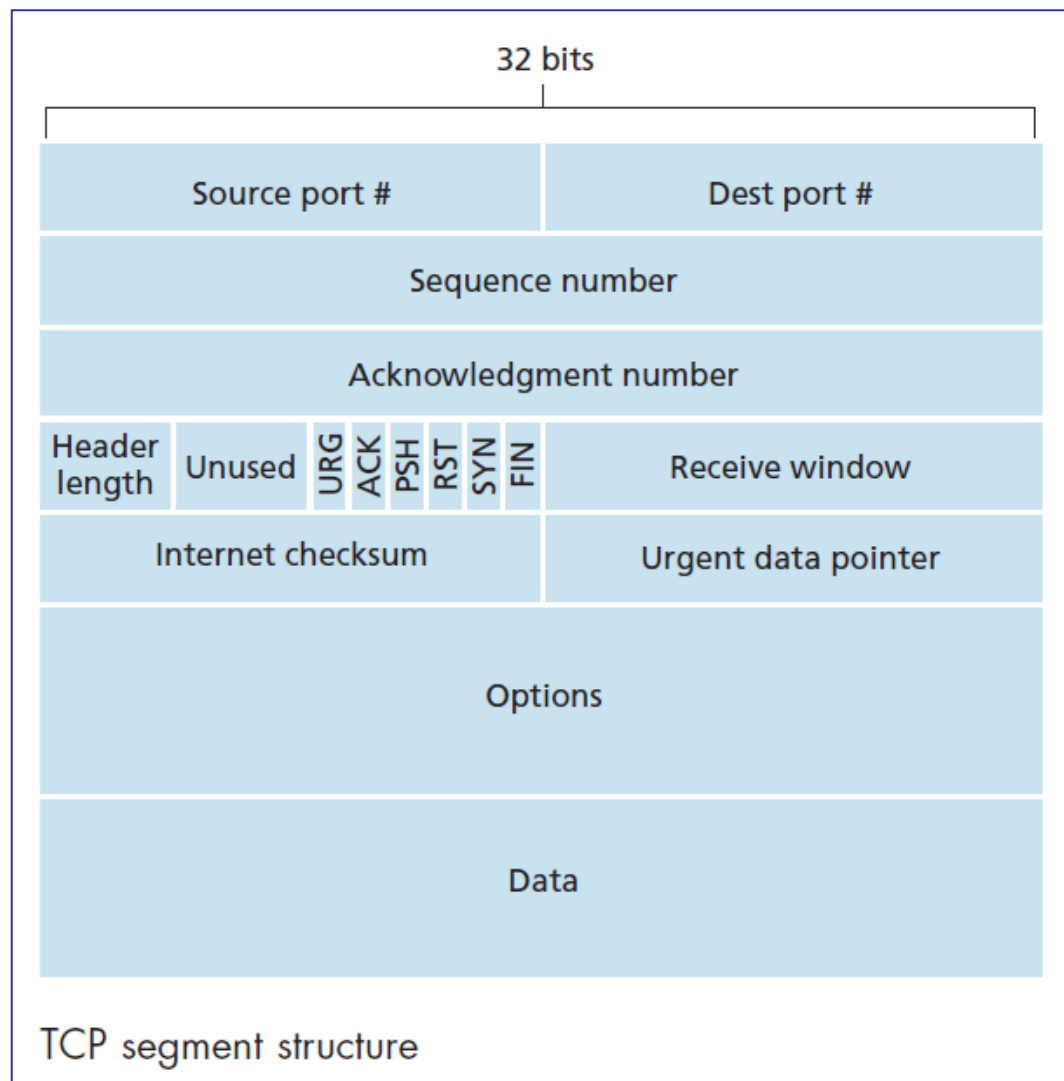 32 bits
Source port # Dest port #
Sequence number
Acknowledgment number
Header length Unused URG ACK PSH RST SYN FIN Receive window
Internet checksum Urgent data pointer
Options
Data
TCP segment structure